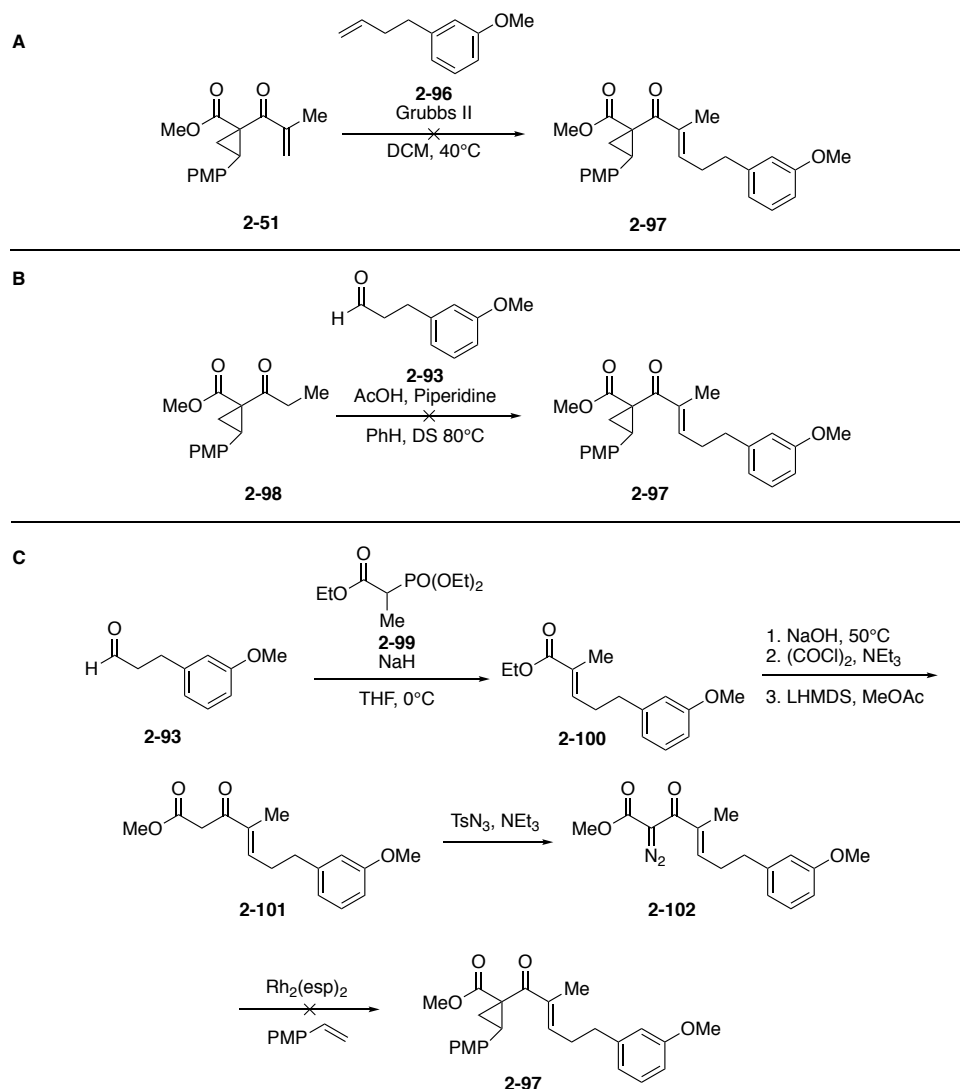 A
OMe
2-96
Grubbs II
DCM, 40°C
O O
MeO Me
PMP
2-51
O O
MeO Me
PMP
OMe
2-97
B
O
H
OMe
2-93
AcOH, Piperidine
PhH, DS 80°C
O O
MeO Me
PMP
2-98
O O
MeO Me
PMP
OMe
2-97
C
O
H
OMe
2-93
O
EtO PO(OEt)2
Me
2-99
NaH
THF, 0°C
O
EtO Me
OMe
2-100
1. NaOH, 50°C
2. (COCl)2, NEt3
3. LHMDS, MeOAc
O O
MeO Me
OMe
2-101
TsN3, NEt3
O O
MeO Me
N2
OMe
2-102
Rh2(esp)2
PMP
O O
MeO Me
PMP
OMe
2-97